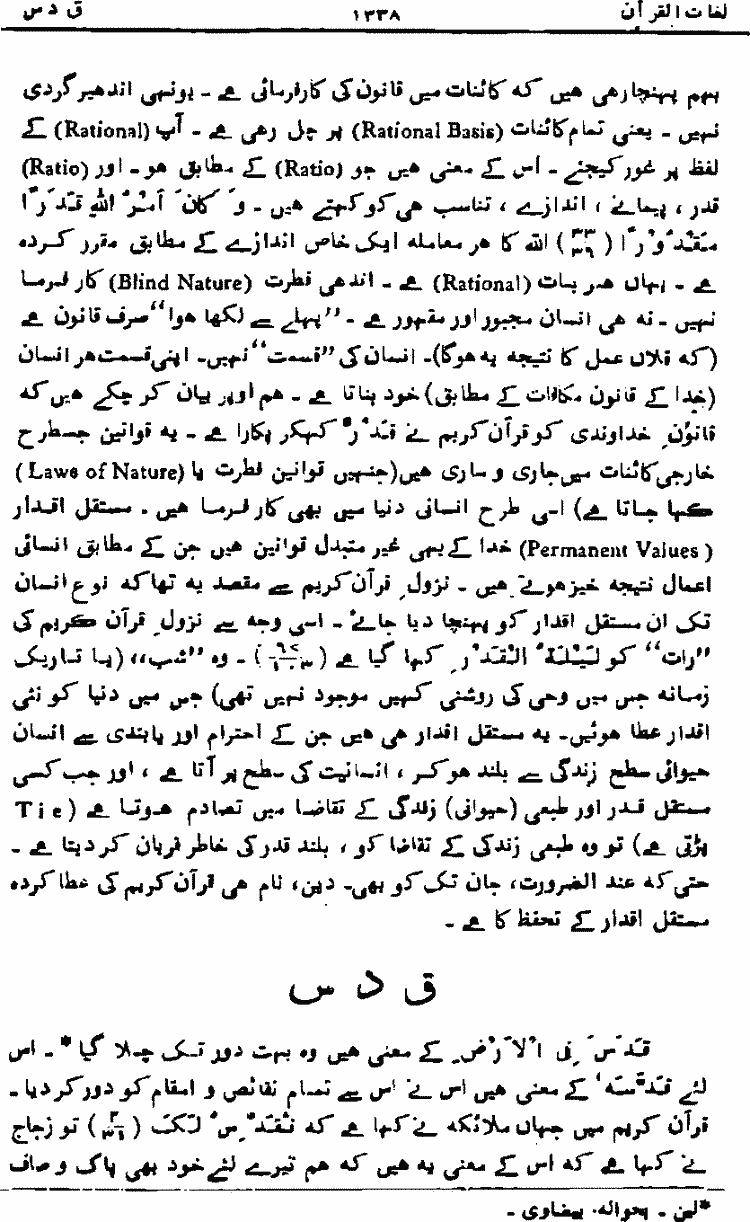 لغات القرآن ۱۳۳۸ ق د س
بہم پہنچارہی ہیں کہ کائنات میں قانون کی کارفرمائی ہے ۔ یونہی اندھیر گردی
نہیں ۔ یعنی تمام کائنات (Rational Basis) پر چل رہی ہے ۔ آپ (Rational) کے
لفظ پر غور کیجئے ۔ اس کے معنی ہیں جو (Ratio) کے مطابق ہو ۔ اور (Ratio)
قدر ، پیمانے ، اندازے ، تناسب ہی کو کہتے ہیں ۔ وَ کَانَ اَمْرُ اللہِ قَدَرًا
مَّقْدُوْرًا (۳۳/۳۸) اللہ کا ہر معاملہ ایک خاص اندازے کے مطابق مقرر کردہ
ہے ۔ یہاں ہر بات (Rational) ہے ۔ اندھی فطرت (Blind Nature) کار فرما
نہیں ۔ نہ ہی انسان مجبور اور مقہور ہے ۔ ”پہلے سے لکھا ہوا“ صرف قانون ہے
(کہ فلاں عمل کا نتیجہ یہ ہوگا)۔ انسان کی ”قسمت“ نہیں۔ اپنی قسمت ہر انسان
(خدا کے قانون مکافات کے مطابق) خود بناتا ہے ۔ ہم اوپر بیان کر چکے ہیں کہ
قانونِ خداوندی کو قرآن کریم نے قَدَرٌ کہکر پکارا ہے ۔ یہ قوانین جسطرح
خارجی کائنات میں جاری و ساری ہیں (جنہیں قوانین فطرت یا (Laws of Nature)
کہا جاتا ہے) اسی طرح انسانی دنیا میں بھی کار فرما ہیں ۔ مستقل اقدار
(Permanent Values) خدا کے یہی غیر متبدل قوانین ہیں جن کے مطابق انسانی
اعمال نتیجہ خیز ہوتے ہیں ۔ نزولِ قرآن کریم سے مقصد یہ تھا کہ نوع انسان
تک ان مستقل اقدار کو پہنچا دیا جائے ۔ اسی وجہ سے نزولِ قرآن کریم کی
”رات“ کو لَیْلَۃُ الْقَدْرِ کہا گیا ہے ۔ وہ ”شب“ (یا تاریک
زمانہ جس میں وحی کی روشنی کہیں موجود نہیں تھی) جس میں دنیا کو نئی
اقدار عطا ہوئیں۔ یہ مستقل اقدار ہی ہیں جن کے احترام اور پابندی سے انسان
حیوانی سطح زندگی سے بلند ہو کر ، انسانیت کی سطح پر آتا ہے ، اور جب کسی
مستقل قدر اور طبعی (حیوانی) زندگی کے تقاضا میں تصادم ہوتا ہے (Tie
پڑتی ہے) تو وہ طبعی زندگی کے تقاضا کو ، بلند قدر کی خاطر قربان کر دیتا ہے ۔
حتی کہ عند الضرورت، جان تک کو بھی۔ دین، نام ہی قرآن کریم کی عطا کردہ
مستقل اقدار کے تحفظ کا ہے ۔
ق د س
قَدَسَ فِی الْاَرْضِ کے معنی ہیں وہ بہت دور تک چلا گیا * ۔ اس
لئے قَدَّسَہٗ کے معنی ہیں اس نے اس سے تمام نقائص و اسقام کو دور کر دیا ۔
قرآن کریم میں جہاں ملائکہ نے کہا ہے کہ نُقَدِّسُ لَکَ (۲/۳۰) تو زجاج
نے کہا ہے کہ اس کے معنی یہ ہیں کہ ہم تیرے لئے خود بھی پاک و صاف
*لین ۔ بحوالہ بیضاوی ۔